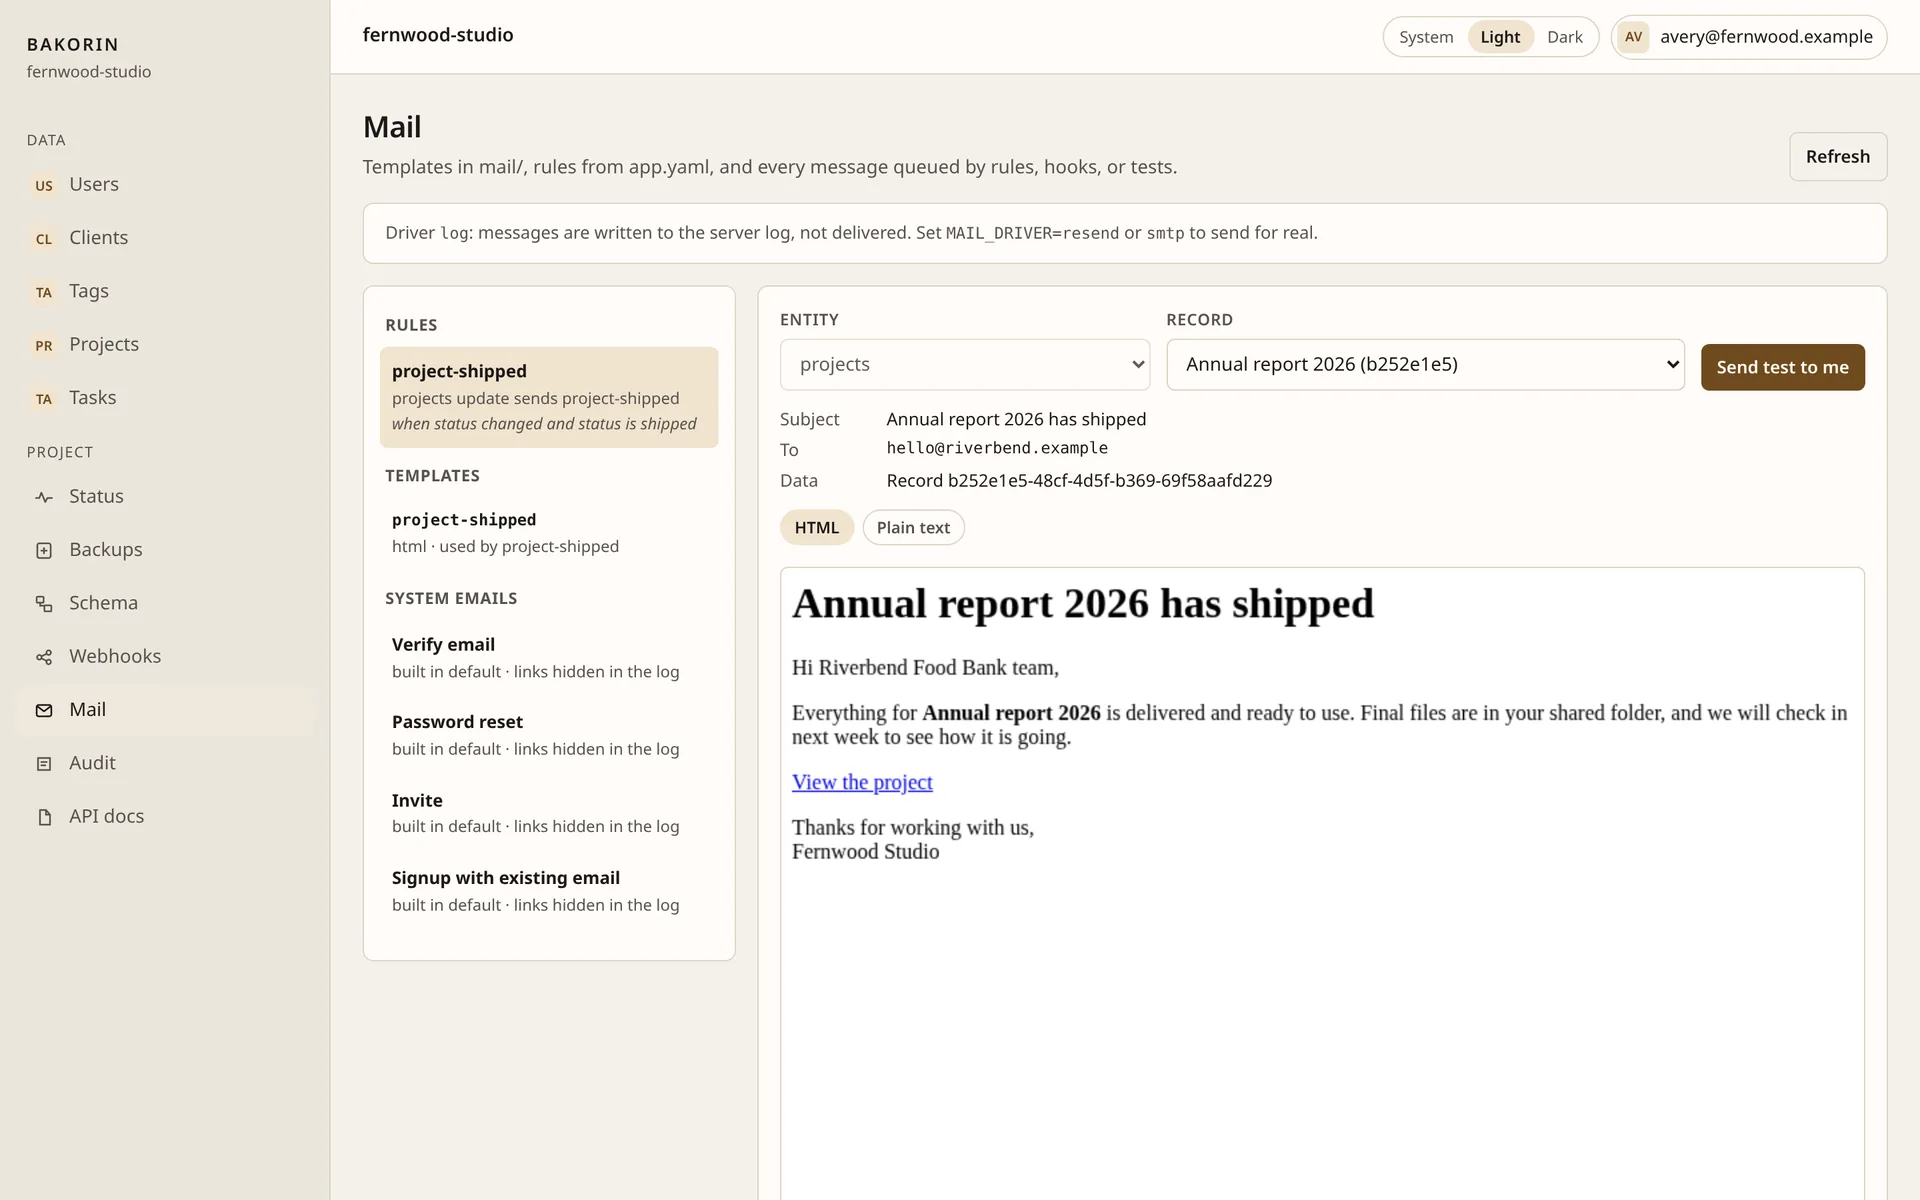 BAKORIN
fernwood-studio
DATA
US Users
CL Clients
TA Tags
PR Projects
TA Tasks
PROJECT
Status
Backups
Schema
Webhooks
Mail
Audit
API docs
fernwood-studio
System Light Dark
AV avery@fernwood.example
Mail
Templates in mail/, rules from app.yaml, and every message queued by rules, hooks, or tests.
Refresh
Driver log: messages are written to the server log, not delivered. Set MAIL_DRIVER=resend or smtp to send for real.
RULES
project-shipped
projects update sends project-shipped
when status changed and status is shipped
TEMPLATES
project-shipped
html · used by project-shipped
SYSTEM EMAILS
Verify email
built in default · links hidden in the log
Password reset
built in default · links hidden in the log
Invite
built in default · links hidden in the log
Signup with existing email
built in default · links hidden in the log
ENTITY
projects
RECORD
Annual report 2026 (b252e1e5)
Send test to me
Subject Annual report 2026 has shipped
To hello@riverbend.example
Data Record b252e1e5-48cf-4d5f-b369-69f58aafd229
HTML Plain text
Annual report 2026 has shipped
Hi Riverbend Food Bank team,
Everything for Annual report 2026 is delivered and ready to use. Final files are in your shared folder, and we will check in
next week to see how it is going.
View the project
Thanks for working with us,
Fernwood Studio